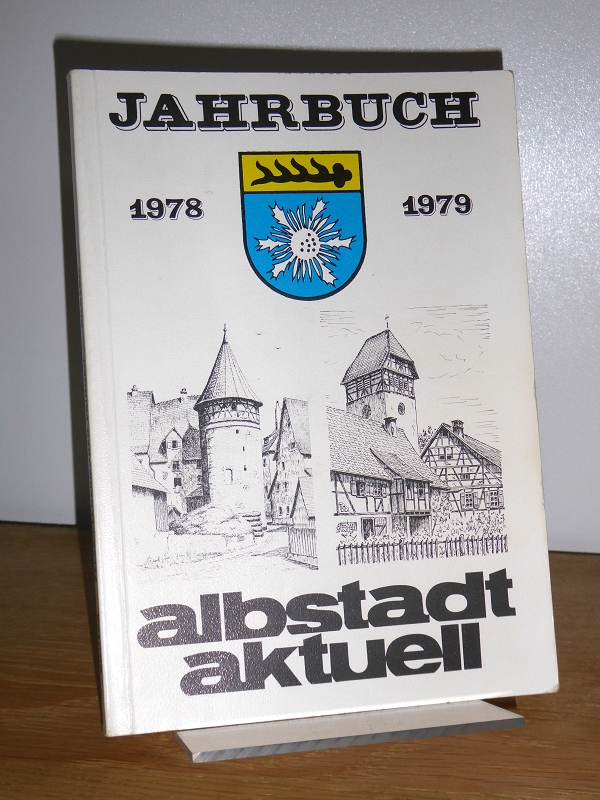 JAHRBUCH
1978 1979
albstadt
aktuell